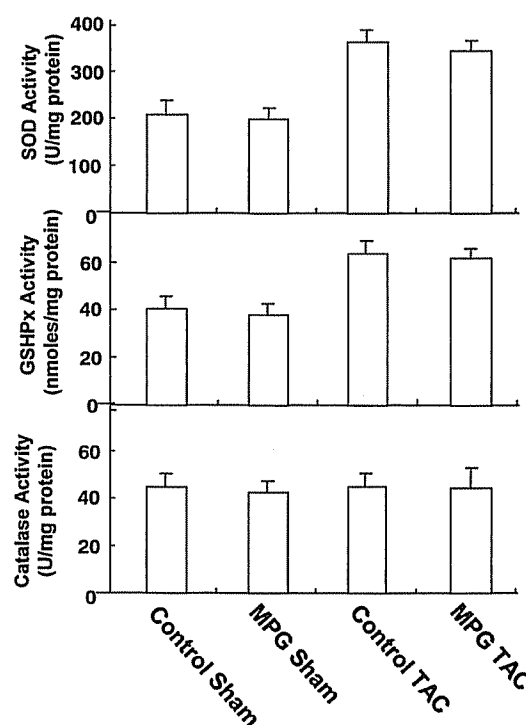 SOD Activity
(U/mg protein)
400
300
200
100
0
GSHPx Activity
(nmoles/mg protein)
60
40
20
0
Catalase Activity
(U/mg protein)
60
40
20
0
Control Sham
MPG Sham
Control TAC
MPG TAC